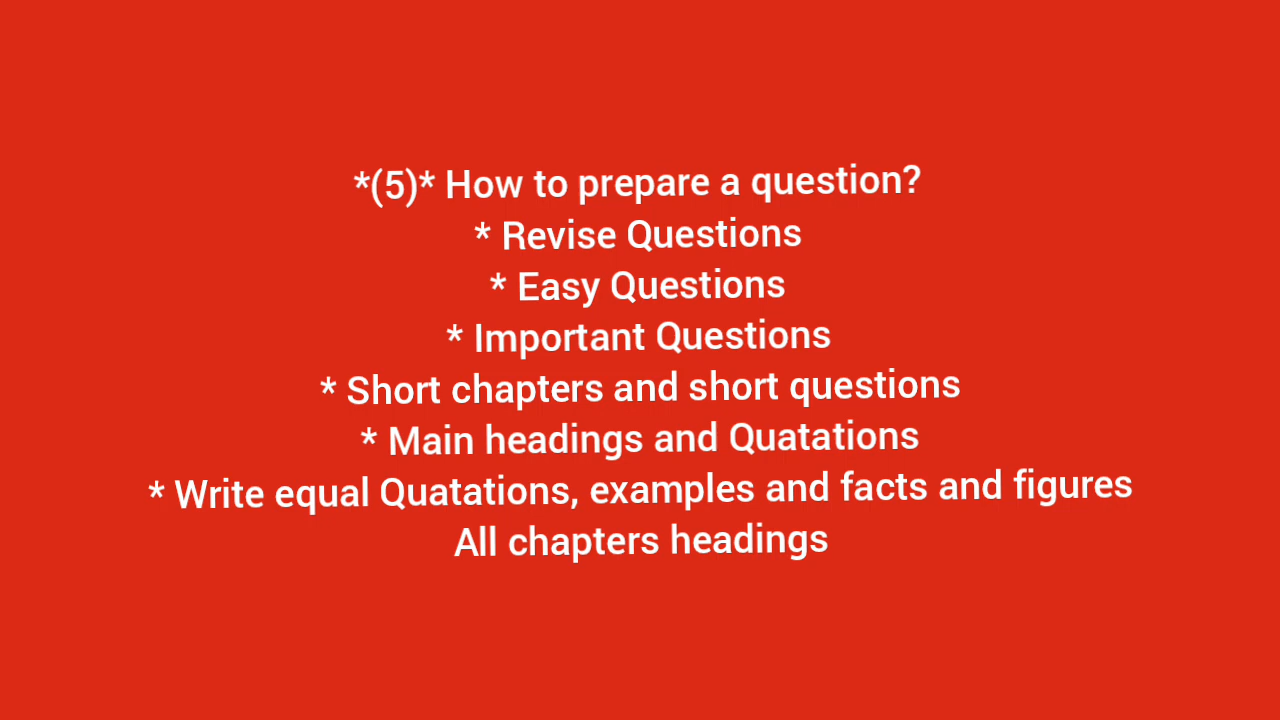 *(5)* How to prepare a question?
* Revise Questions
* Easy Questions
* Important Questions
* Short chapters and short questions
* Main headings and Quatations
* Write equal Quatations, examples and facts and figures
All chapters headings